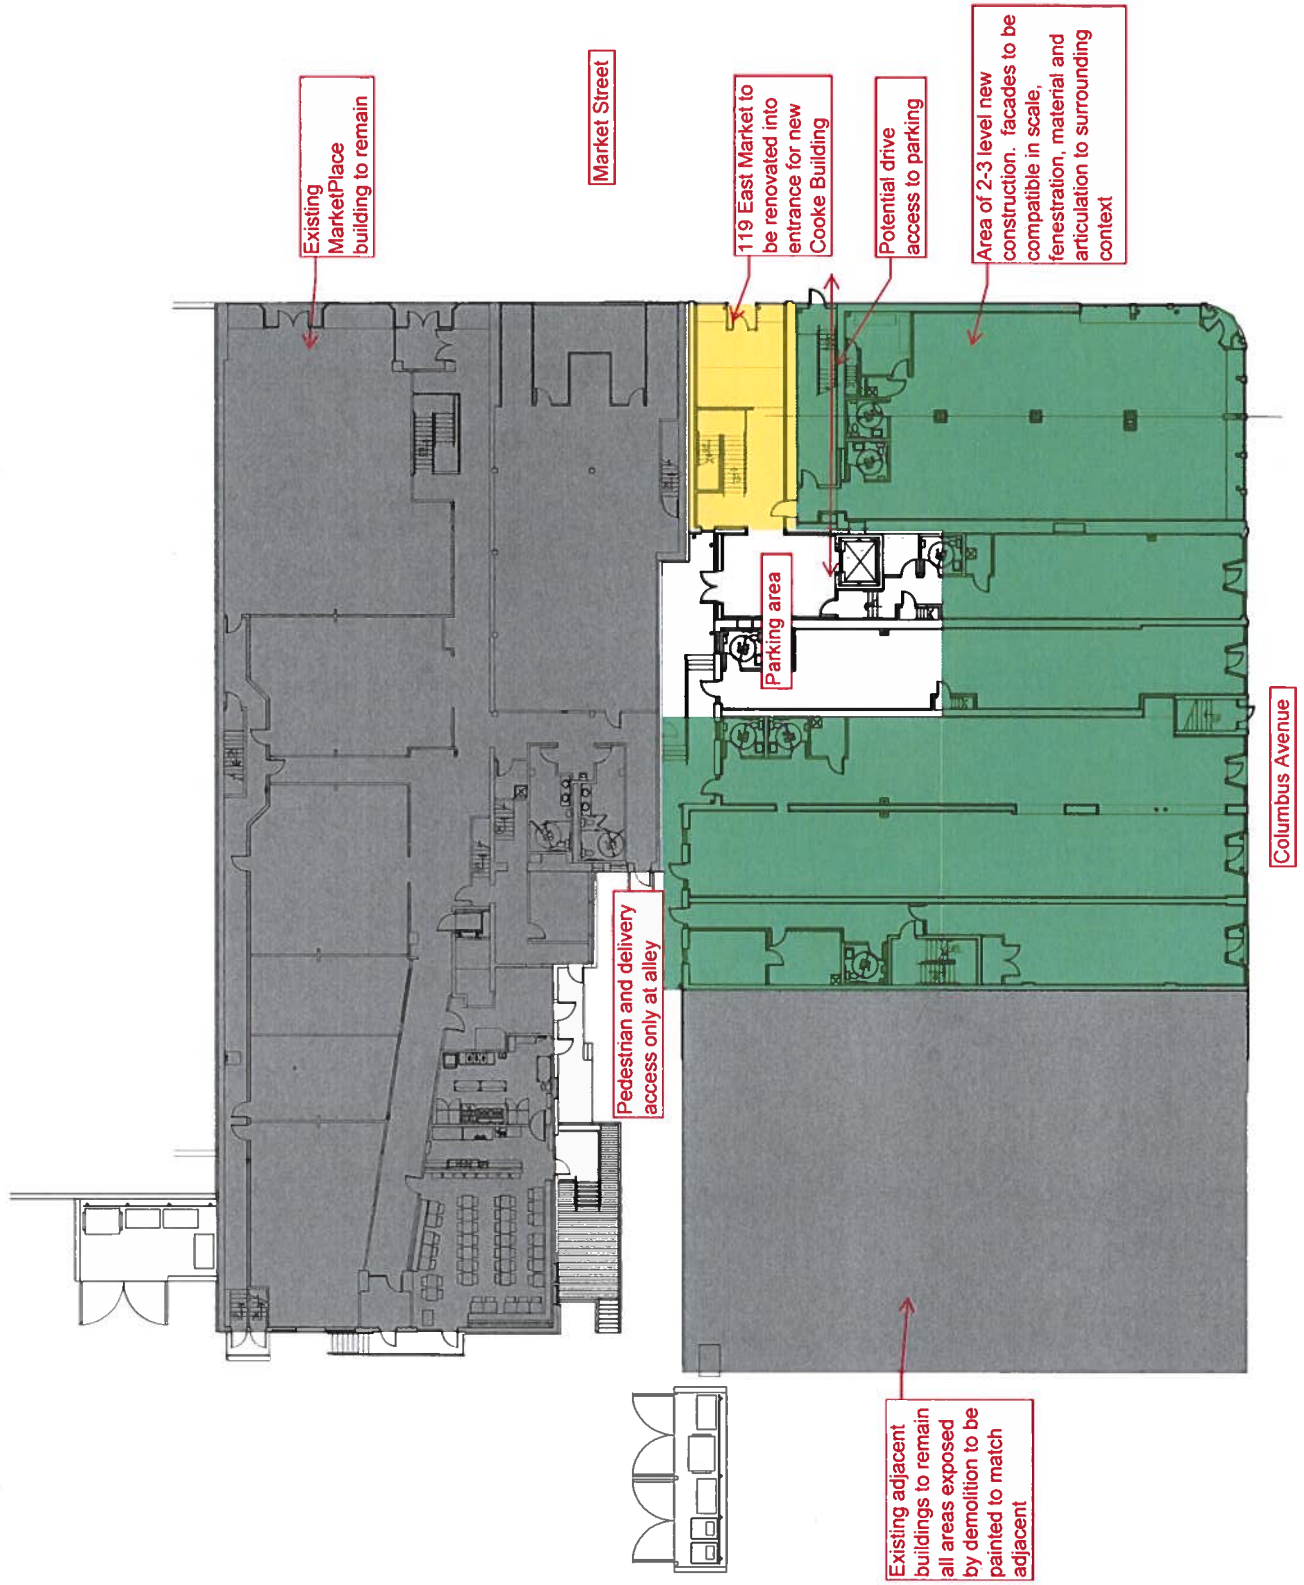 Existing
MarketPlace
building to remain
Market Street
119 East Market to
be renovated into
entrance for new
Cooke Building
Potential drive
access to parking
Area of 2-3 level new
construction. facades to be
compatible in scale,
fenestration, material and
articulation to surrounding
context
Parking area
Pedestrian and delivery
access only at alley
Columbus Avenue
Existing adjacent
buildings to remain
all areas exposed
by demolition to be
painted to match
adjacent